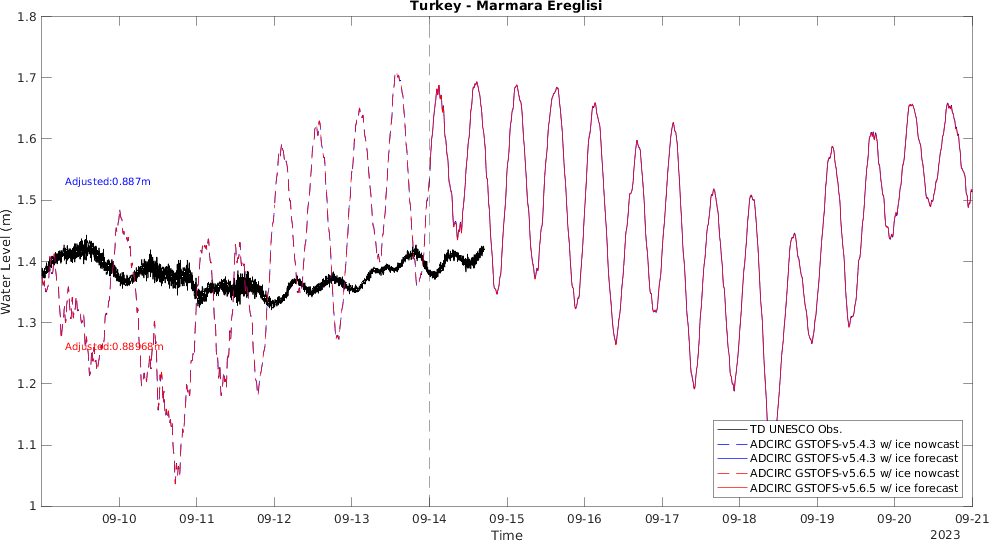 Turkey - Marmara Ereglisi
Water Level (m)
1.8
1.7
1.6
1.5
1.4
1.3
1.2
1.1
1
Adjusted:0.887m
Adjusted:0.88968m
TD UNESCO Obs.
ADCIRC GSTOFS-v5.4.3 w/ ice nowcast
ADCIRC GSTOFS-v5.4.3 w/ ice forecast
ADCIRC GSTOFS-v5.6.5 w/ ice nowcast
ADCIRC GSTOFS-v5.6.5 w/ ice forecast
09-10 09-11 09-12 09-13 09-14 09-15 09-16 09-17 09-18 09-19 09-20 09-21
Time
2023